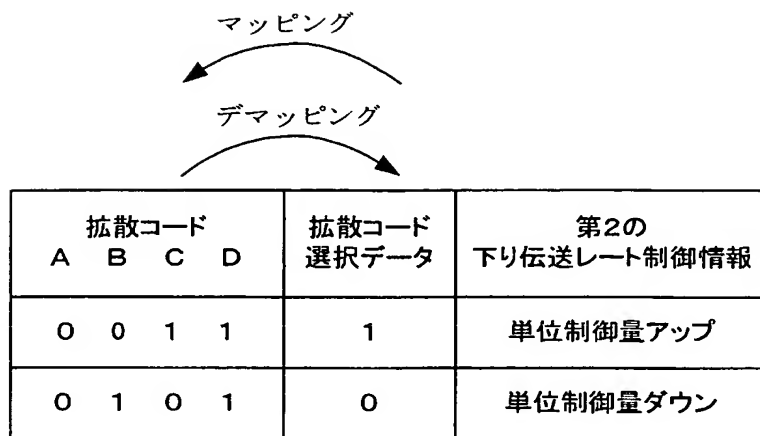 マッピング
デマッピング
拡散コード
A B C D
拡散コード
選択データ
第2の
下り伝送レート制御情報
0 0 1 1
1
単位制御量アップ
0 1 0 1
0
単位制御量ダウン